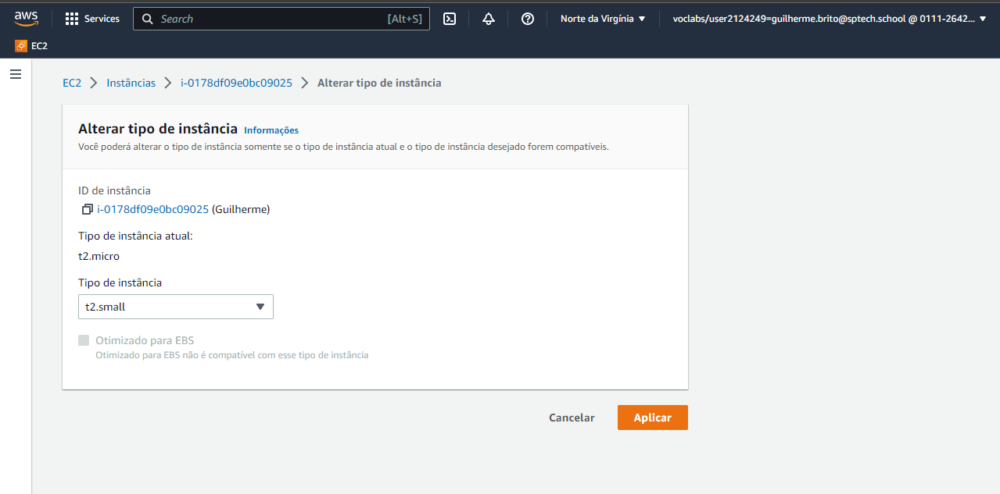 aws
Services
Search
[Alt+S]
Norte da Virgínia
voclabs/user2124249=guilherme.brito@sptech.school @ 0111-2642...
EC2
EC2 > Instâncias > i-0178df09e0bc09025 > Alterar tipo de instância
Alterar tipo de instância Informações
Você poderá alterar o tipo de instância somente se o tipo de instância atual e o tipo de instância desejado forem compatíveis.
ID de instância
i-0178df09e0bc09025 (Guilherme)
Tipo de instância atual:
t2.micro
Tipo de instância
t2.small
Otimizado para EBS
Otimizado para EBS não é compatível com esse tipo de instância
Cancelar
Aplicar